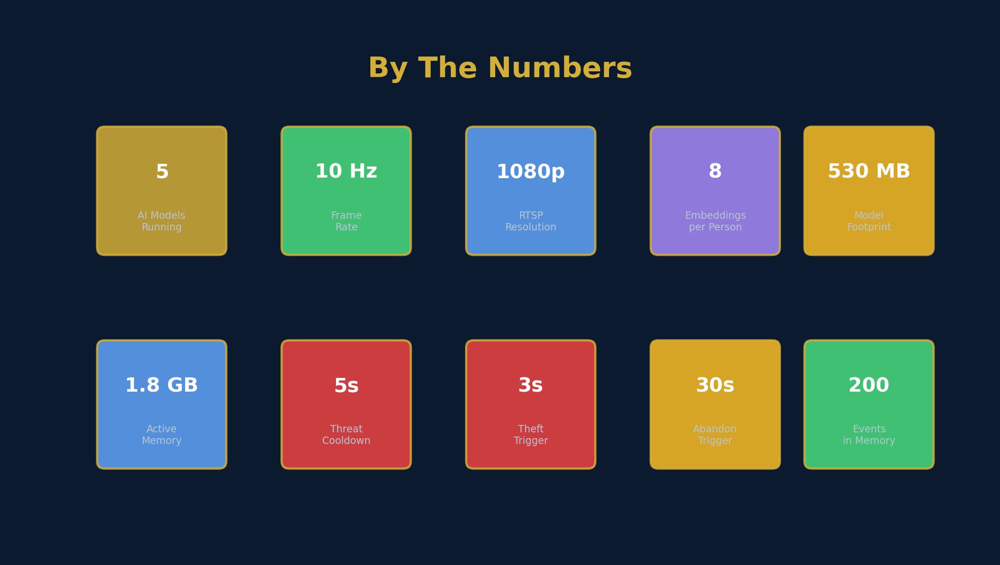 By The Numbers
5
AI Models
Running
10 Hz
Frame
Rate
1080p
RTSP
Resolution
8
Embeddings
per Person
530 MB
Model
Footprint
1.8 GB
Active
Memory
5s
Threat
Cooldown
3s
Theft
Trigger
30s
Abandon
Trigger
200
Events
in Memory